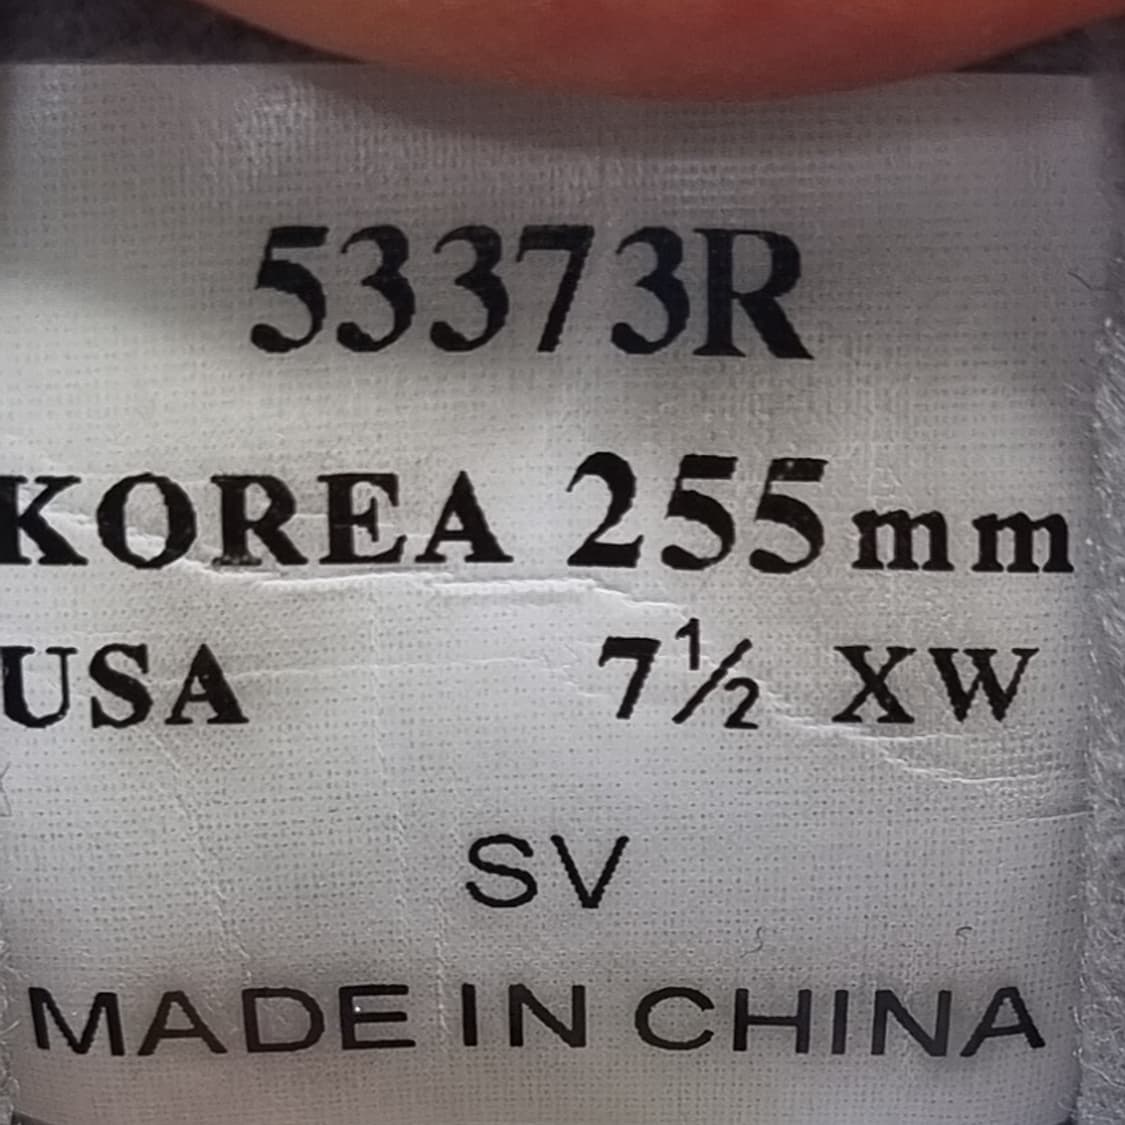 53373R
KOREA 255mm
USA 7½ XW
SV
MADE IN CHINA